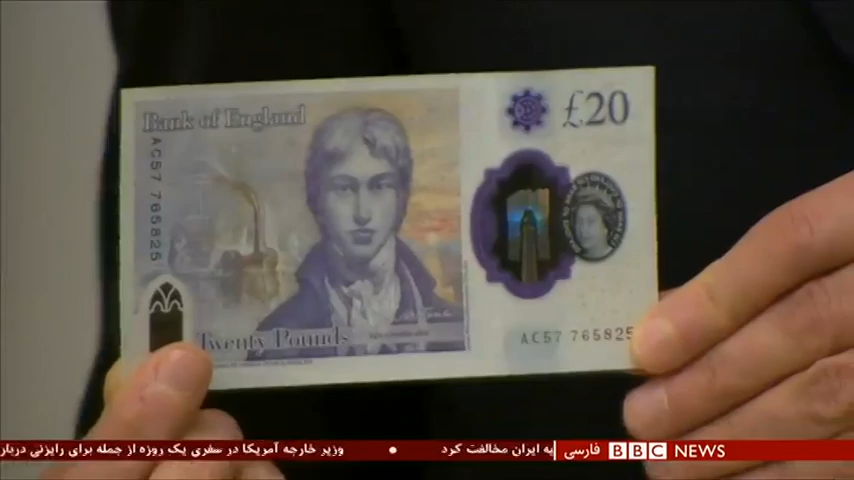 Bank of England
£20
AC57 765825
Twenty Pounds
AC57 765825
وزیر خارجه آمریکا در سفری یک روزه از جمله برای رایزنی درباره
به ایران مخالفت کرد
فارسی BBC NEWS